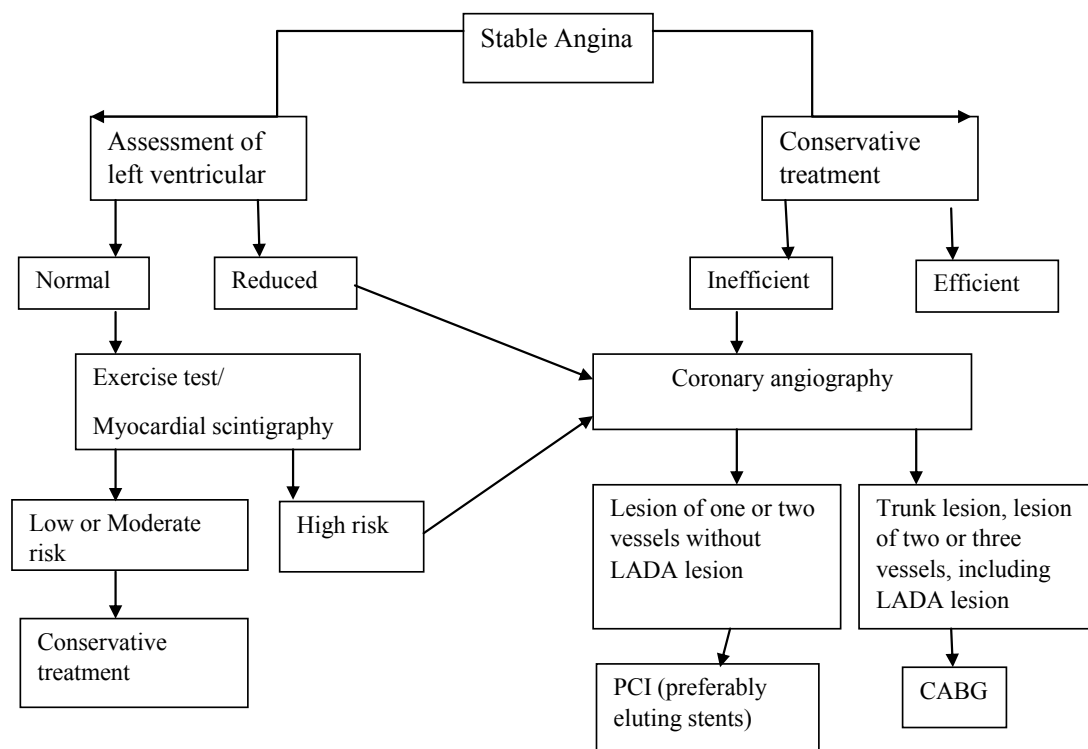 Stable Angina
Assessment of
left ventricular
Conservative
treatment
Normal
Reduced
Inefficient
Efficient
Exercise test/
Myocardial scintigraphy
Coronary angiography
Low or Moderate
risk
High risk
Lesion of one or two
vessels without
LADA lesion
Trunk lesion, lesion
of two or three
vessels, including
LADA lesion
Conservative
treatment
PCI (preferably
eluting stents)
CABG